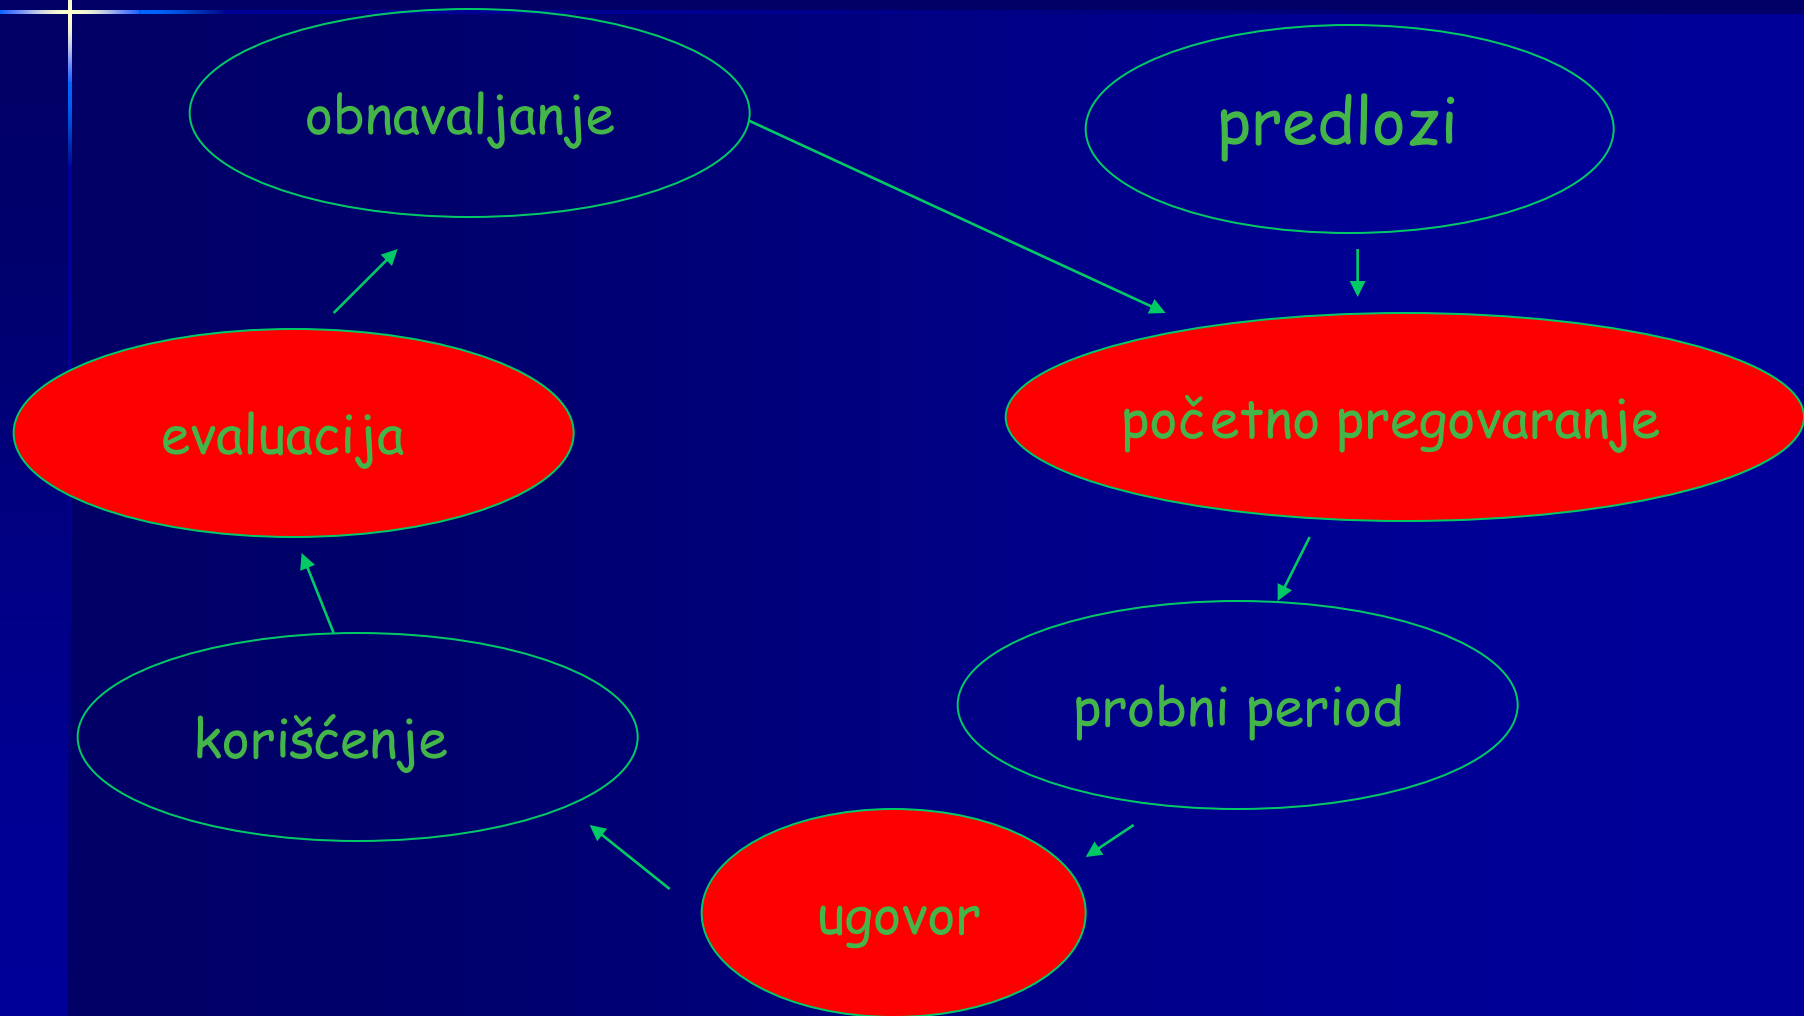 obnavaljanje
predlozi
početno pregovaranje
evaluacija
probni period
korišćenje
ugovor